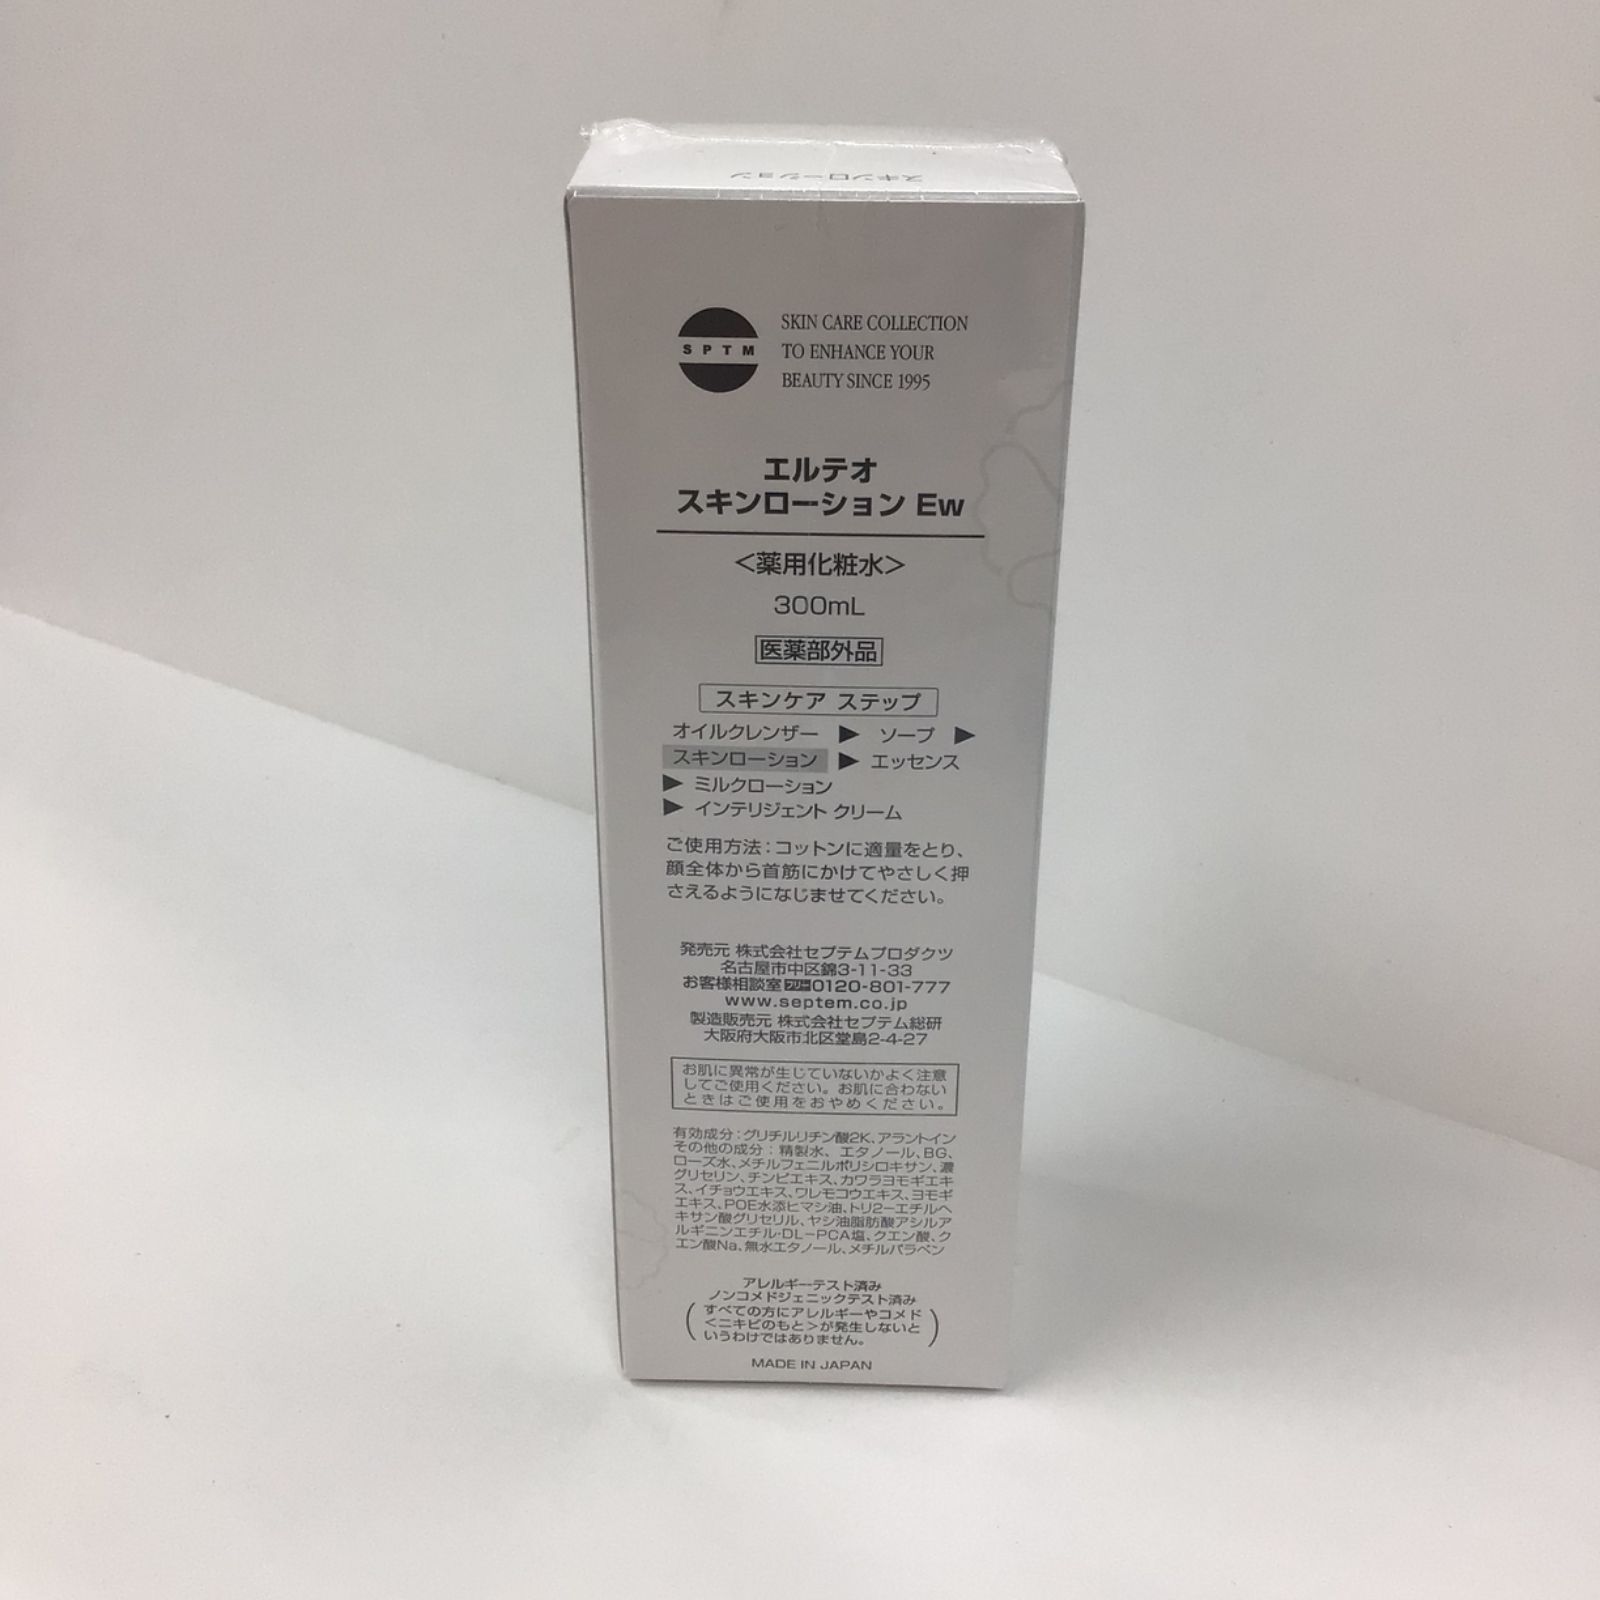 スキンローション
SPTM
SKIN CARE COLLECTION
TO ENHANCE YOUR
BEAUTY SINCE 1995
エルテオ
スキンローション Ew
<薬用化粧水>
300mL
医薬部外品
スキンケア ステップ
オイルクレンザー ▶ ソープ ▶
スキンローション ▶ エッセンス
▶ ミルクローション
▶ インテリジェント クリーム
ご使用方法：コットンに適量をとり、
顔全体から首筋にかけてやさしく押
さえるようになじませてください。
発売元 株式会社セプテムプロダクツ
名古屋市中区錦3-11-33
お客様相談室 フリー 0120-801-777
www.septem.co.jp
製造販売元 株式会社セプテム総研
大阪府大阪市北区堂島2-4-27
お肌に異常が生じていないかよく注意
してご使用ください。お肌に合わない
ときはご使用をおやめください。
有効成分：グリチルリチン酸2K、アラントイン
その他の成分：精製水、エタノール、BG、
ローズ水、メチルフェニルポリシロキサン、濃
グリセリン、チンピエキス、カワラヨモギエキ
ス、イチョウエキス、ワレモコウエキス、ヨモギ
エキス、POE水添ヒマシ油、トリ2－エチルヘ
キサン酸グリセリル、ヤシ油脂肪酸アシルア
ルギニンエチル・DL－PCA塩、クエン酸、ク
エン酸Na、無水エタノール、メチルパラベン
アレルギーテスト済み
ノンコメドジェニックテスト済み
(すべての方にアレルギーやコメド
<ニキビのもと>が発生しないと
いうわけではありません。)
MADE IN JAPAN